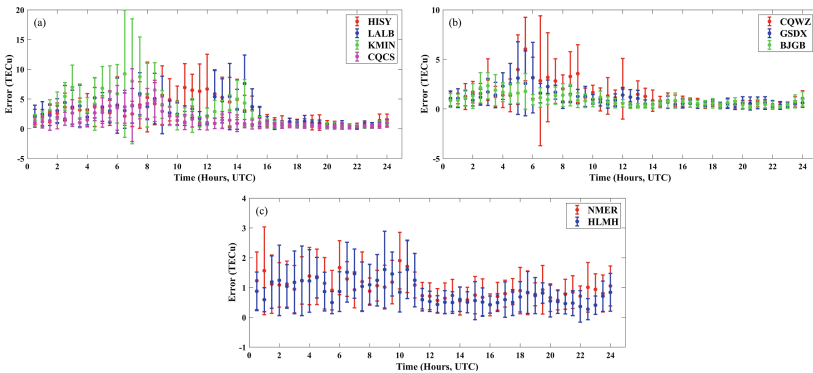 (a)
HISY
LALB
KMIN
CQCS
20
15
10
5
0
-5
Error (TECu)
0 2 4 6 8 10 12 14 16 18 20 22 24
Time (Hours, UTC)
(b)
CQWZ
GSDX
BJGB
10
5
0
-5
Error (TECu)
0 2 4 6 8 10 12 14 16 18 20 22 24
Time (Hours, UTC)
(c)
NMER
HLMH
4
3
2
1
0
-1
Error (TECu)
0 2 4 6 8 10 12 14 16 18 20 22 24
Time (Hours, UTC)